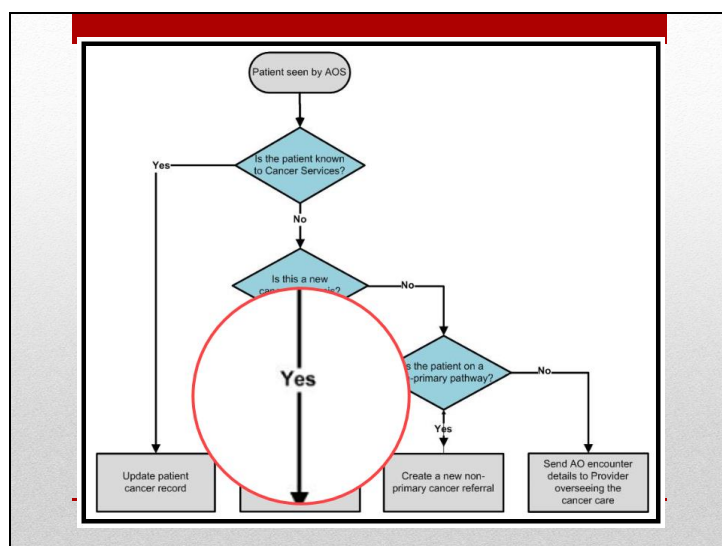 Patient seen by AOS
Is the patient known
to Cancer Services?
Yes
No
Is this a new
No
Yes
patient on a
-primary pathway?
No
Yes
Update patient
cancer record
Create a new non-
primary cancer referral
Send AO encounter
details to Provider
overseeing the
cancer care